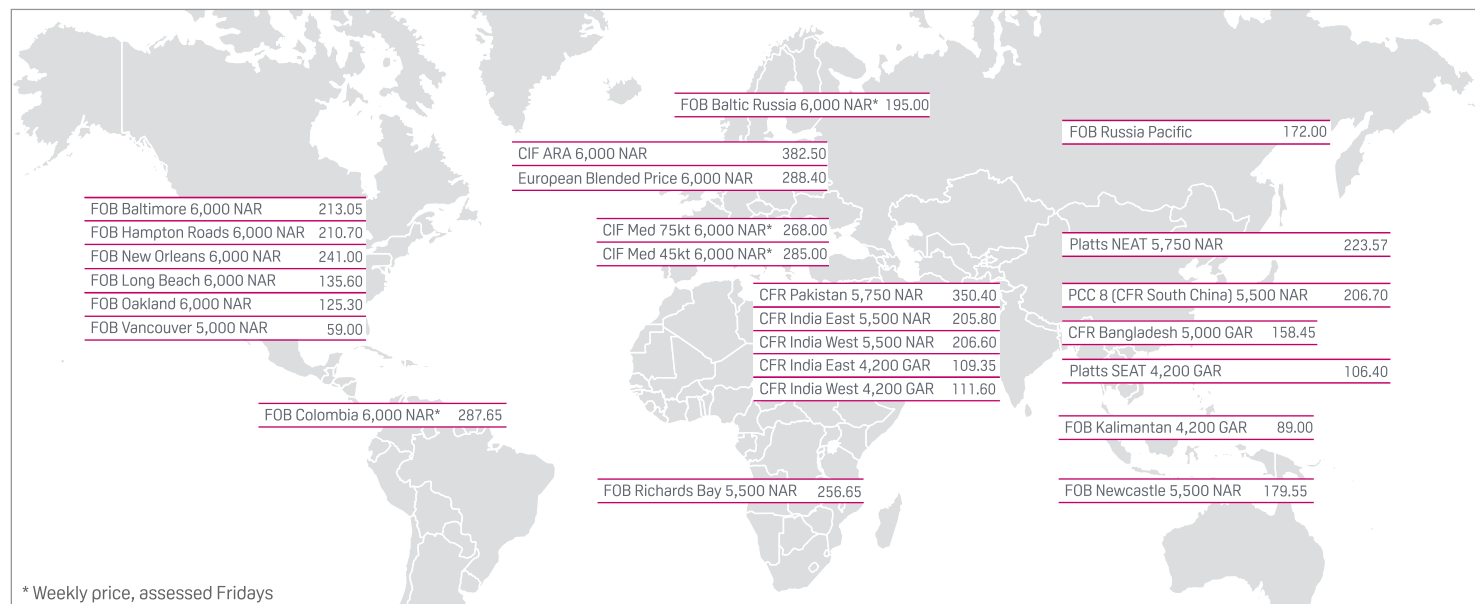 FOB Baltic Russia 6,000 NAR* 195.00
FOB Russia Pacific 172.00
CIF ARA 6,000 NAR 382.50
European Blended Price 6,000 NAR 288.40
FOB Baltimore 6,000 NAR 213.05
FOB Hampton Roads 6,000 NAR 210.70
FOB New Orleans 6,000 NAR 241.00
FOB Long Beach 6,000 NAR 135.60
FOB Oakland 6,000 NAR 125.30
FOB Vancouver 5,000 NAR 59.00
CIF Med 75kt 6,000 NAR* 268.00
CIF Med 45kt 6,000 NAR* 285.00
Platts NEAT 5,750 NAR 223.57
CFR Pakistan 5,750 NAR 350.40
CFR India East 5,500 NAR 205.80
CFR India West 5,500 NAR 206.60
CFR India East 4,200 GAR 109.35
CFR India West 4,200 GAR 111.60
PCC 8 (CFR South China) 5,500 NAR 206.70
CFR Bangladesh 5,000 GAR 158.45
Platts SEAT 4,200 GAR 106.40
FOB Colombia 6,000 NAR* 287.65
FOB Kalimantan 4,200 GAR 89.00
FOB Richards Bay 5,500 NAR 256.65
FOB Newcastle 5,500 NAR 179.55
* Weekly price, assessed Fridays